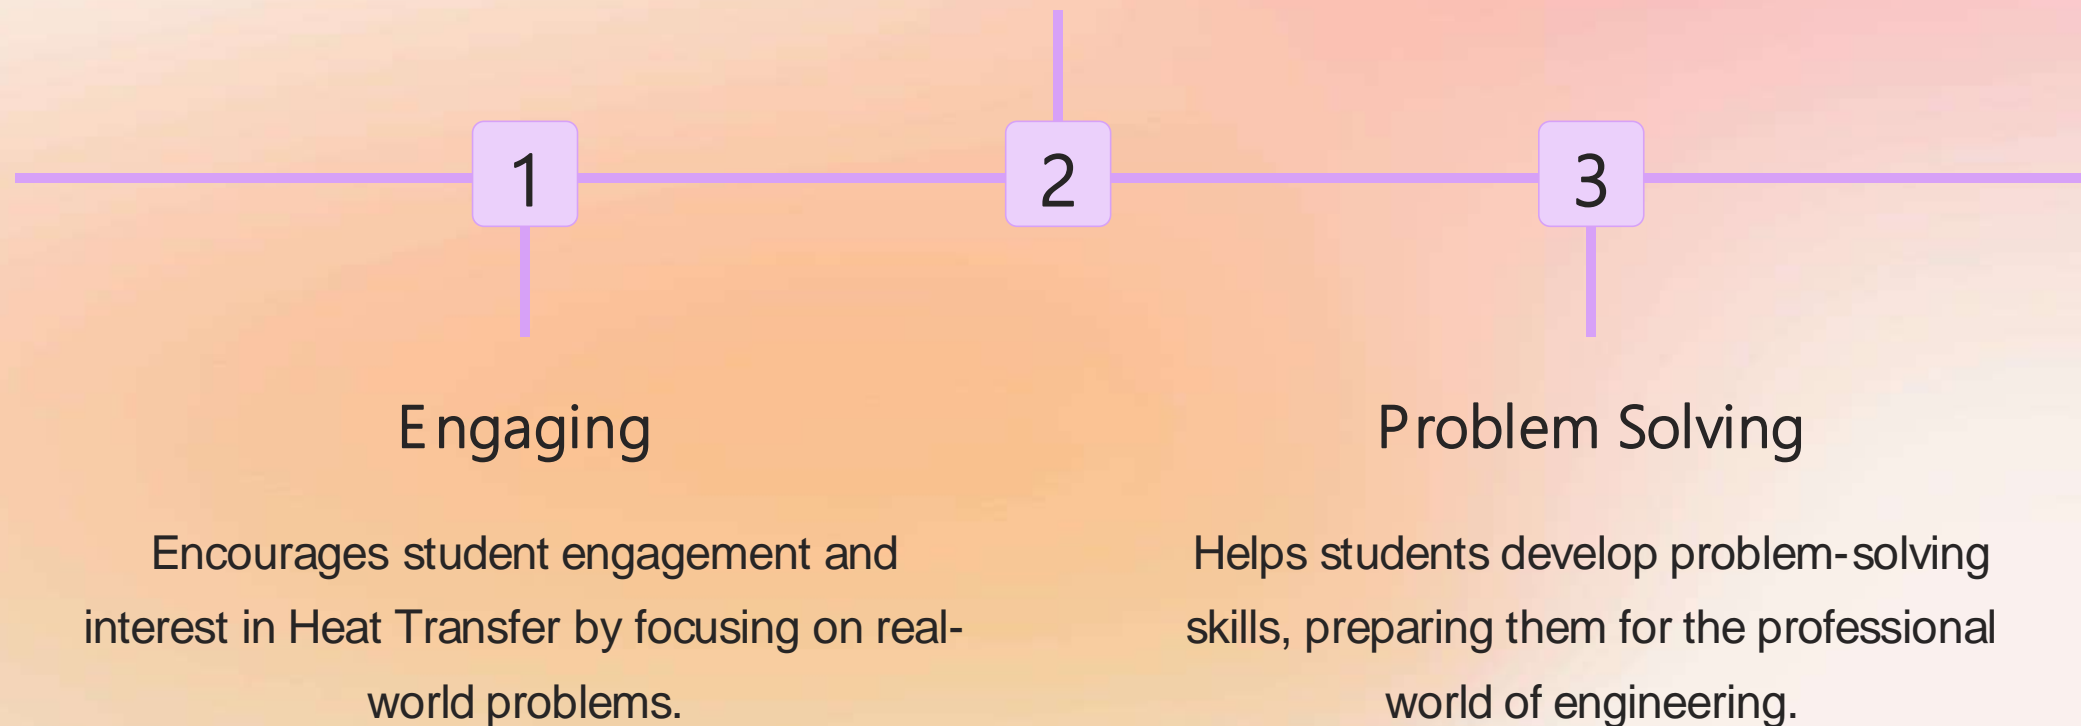 1
2
3
Engaging
Encourages student engagement and
interest in Heat Transfer by focusing on real-
world problems.
Problem Solving
Helps students develop problem-solving
skills, preparing them for the professional
world of engineering.